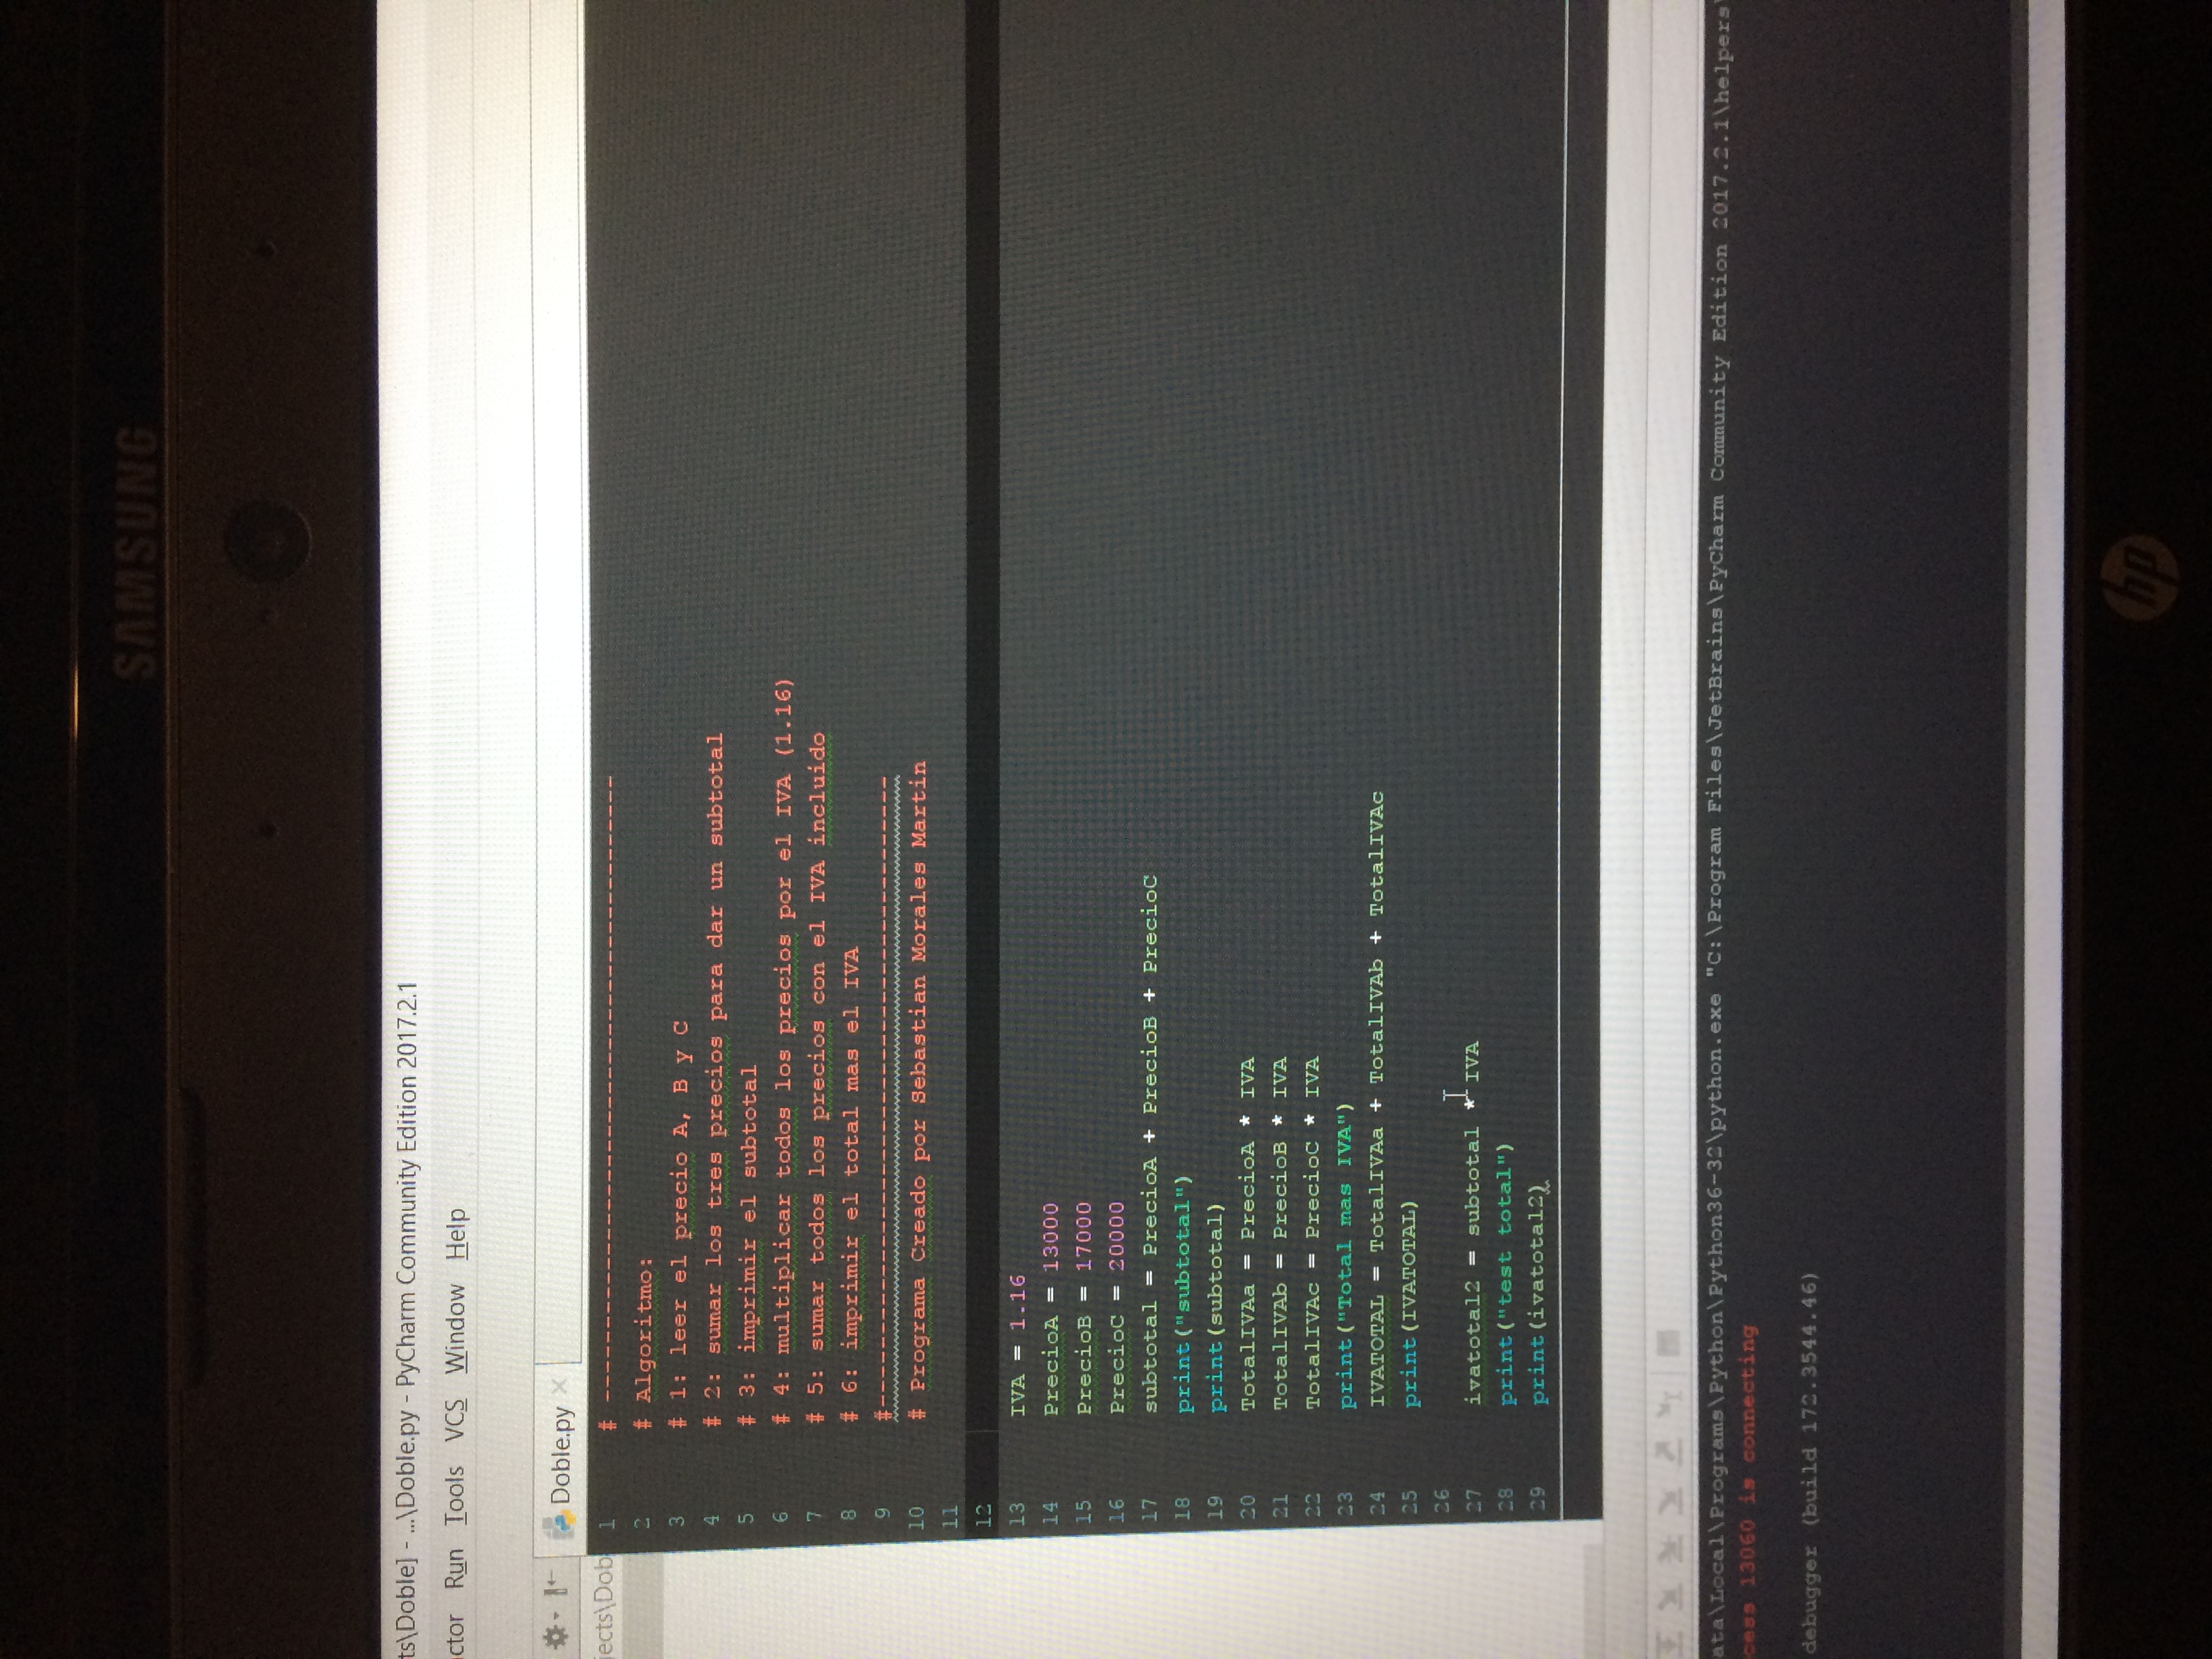 SAMSUNG
ts\Doble] - ...\Doble.py - PyCharm Community Edition 2017.2.1
ctor Run Tools VCS Window Help
Doble.py
jects\Dob
1 # -------------------------------------------
2 # Algoritmo:
3 # 1: leer el precio A, B y C
4 # 2: sumar los tres precios para dar un subtotal
5 # 3: imprimir el subtotal
6 # 4: multiplicar todos los precios por el IVA (1.16)
7 # 5: sumar todos los precios con el IVA incluido
8 # 6: imprimir el total mas el IVA
9 #--------------------------------------------
10 # Programa Creado por Sebastian Morales Martin
11
12
13 IVA = 1.16
14 PrecioA = 13000
15 PrecioB = 17000
16 PrecioC = 20000
17 subtotal = PrecioA + PrecioB + PrecioC
18 print("subtotal")
19 print(subtotal)
20 TotalIVAa = PrecioA * IVA
21 TotalIVAb = PrecioB * IVA
22 TotalIVAc = PrecioC * IVA
23 print("Total mas IVA")
24 IVATOTAL = TotalIVAa + TotalIVAb + TotalIVAc
25 print(IVATOTAL)
26
27 ivatotal2 = subtotal * IVA
28 print("test total")
29 print(ivatotal2)
ata\Local\Programs\Python\Python36-32\python.exe "C:\Program Files\JetBrains\PyCharm Community Edition 2017.2.1\helpers\
cess 13060 is connecting
debugger (build 172.3544.46)
hp